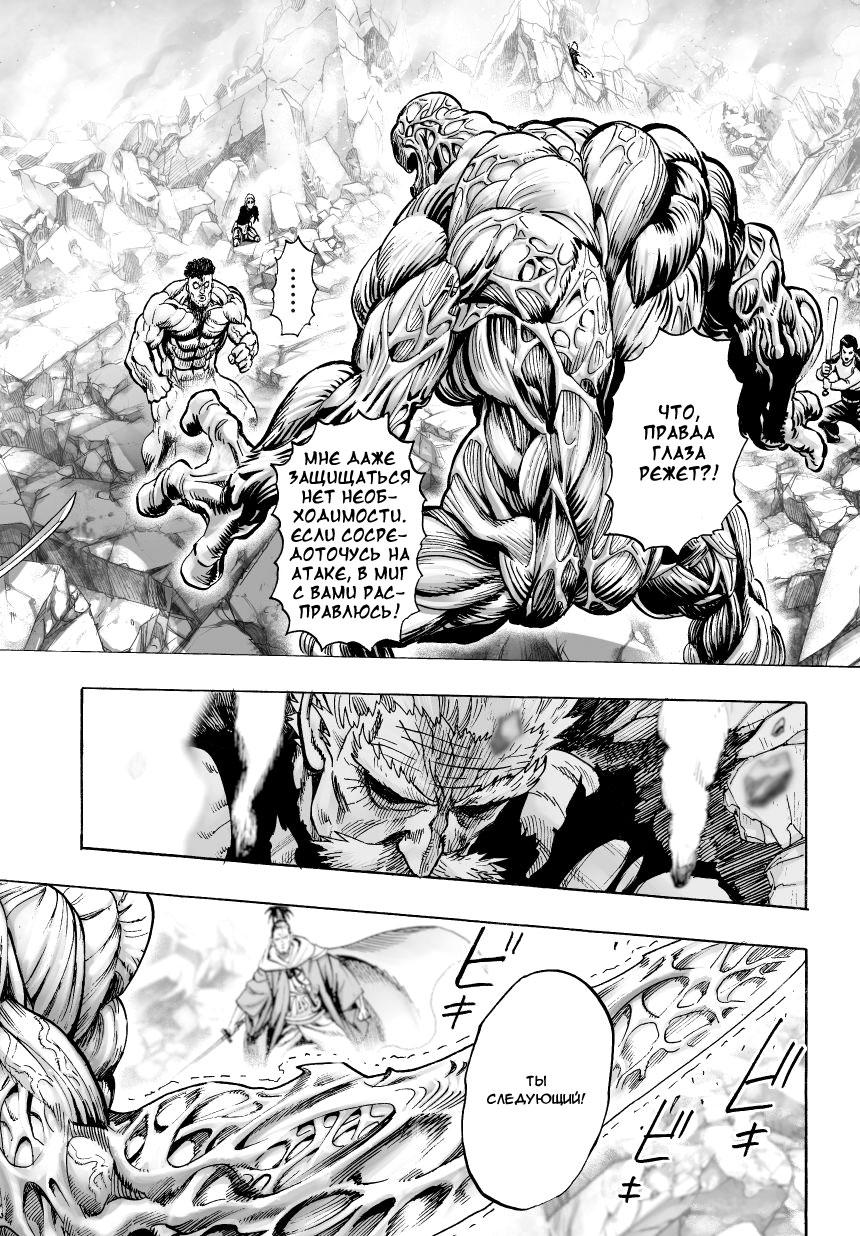 ЧТО,
ПРАВДА
ГЛАЗА
РЕЖЕТ?!
......
МНЕ ДАЖЕ
ЗАЩИЩАТЬСЯ
НЕТ НЕОБ-
ХОДИМОСТИ.
ЕСЛИ СОСРЕ-
ДОТОЧУСЬ НА
АТАКЕ, В МИГ
С ВАМИ РАС-
ПРАВЛЮСЬ!
ビキ
ビキ
ビキ
ТЫ
СЛЕДУЮЩИЙ!